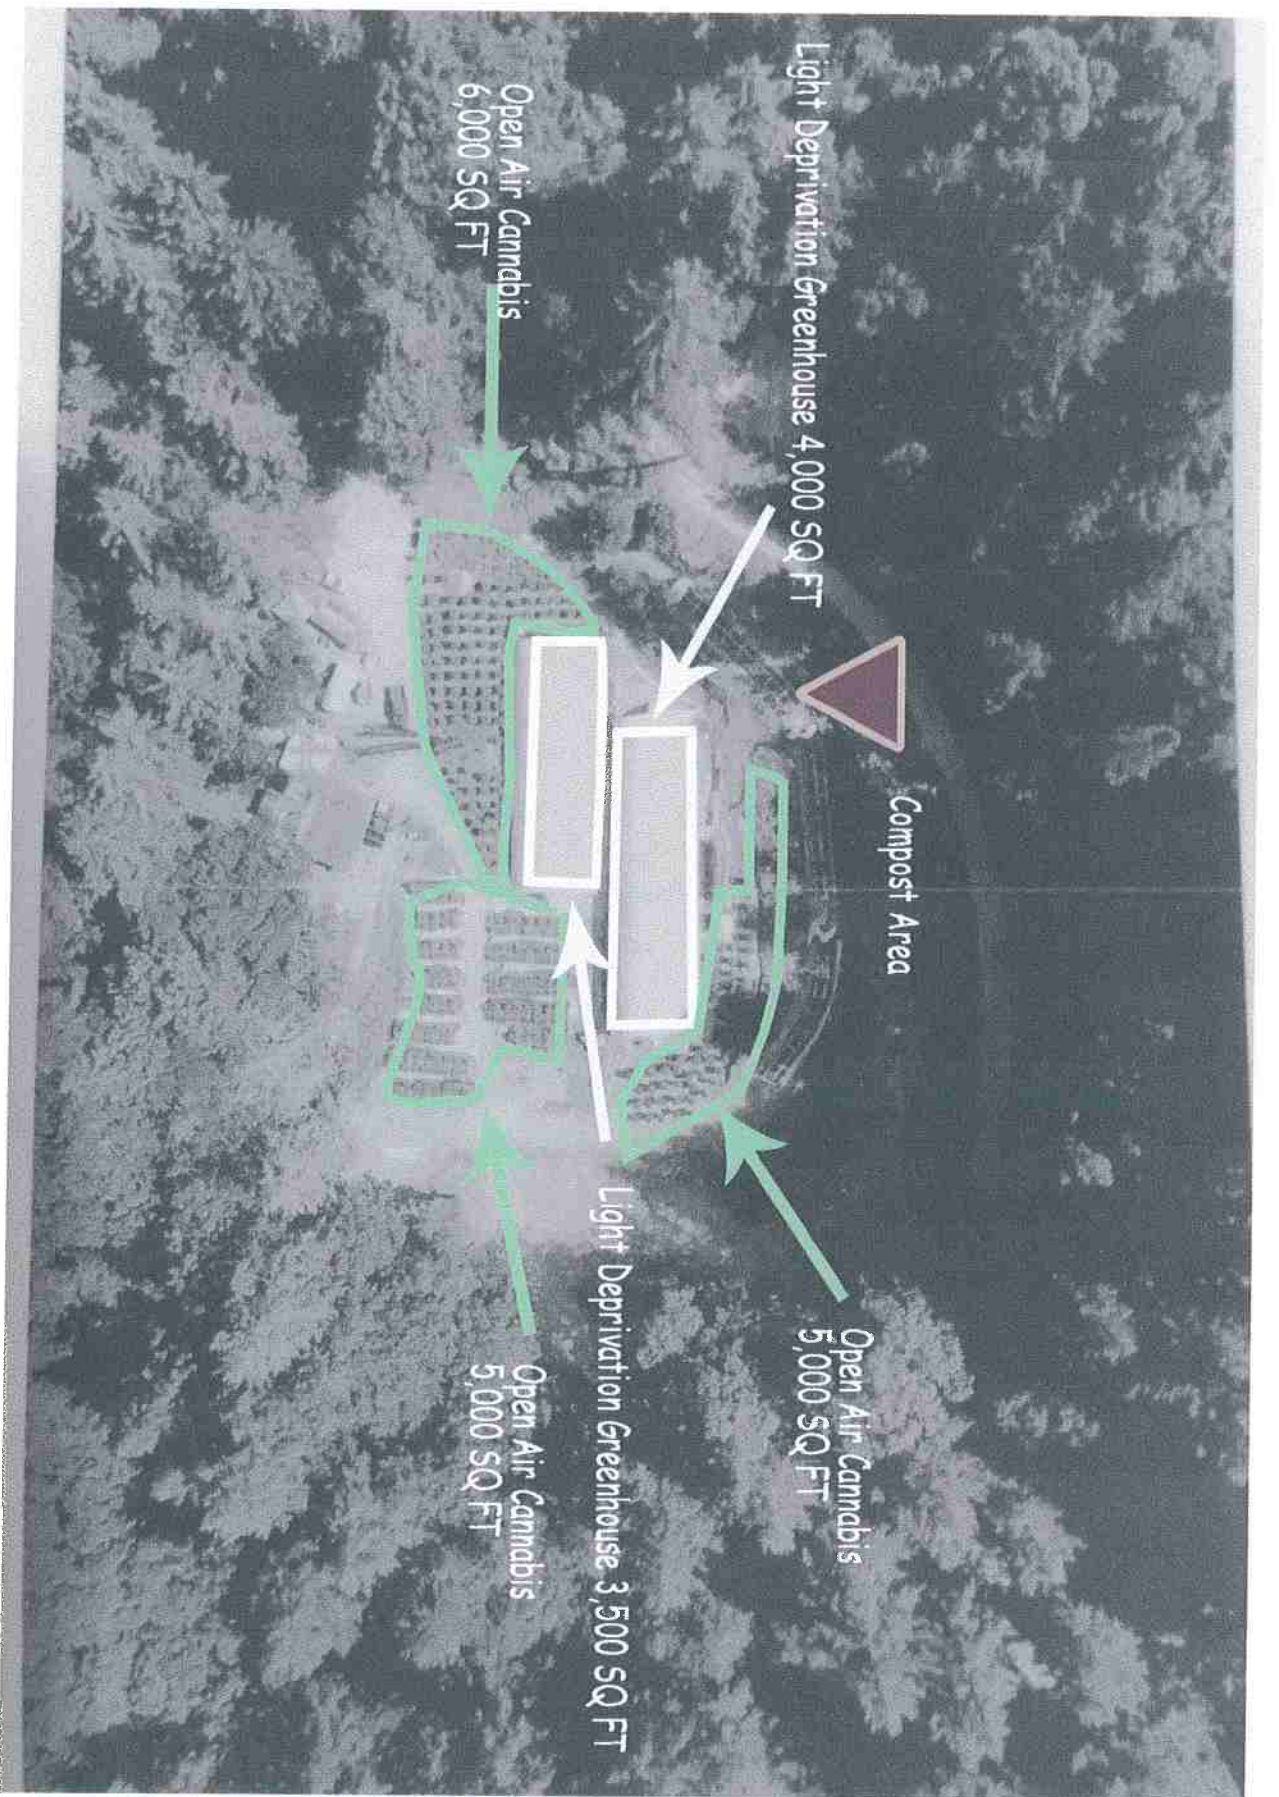 Compost Area
Open Air Cannabis
5,000 SQ FT
Light Deprivation Greenhouse 4,000 SQ FT
Light Deprivation Greenhouse 3,500 SQ FT
Open Air Cannabis
6,000 SQ FT
Open Air Cannabis
5,000 SQ FT